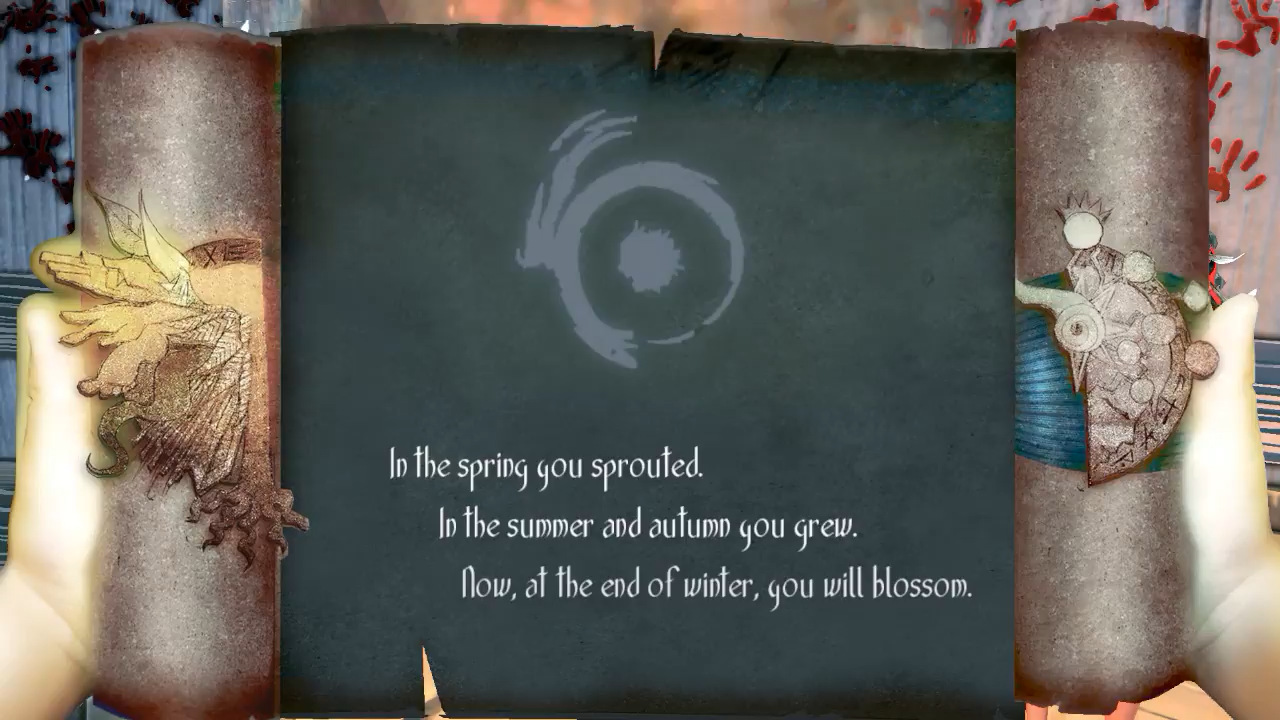 In the spring you sprouted.
In the summer and autumn you grew.
Now, at the end of winter, you will blossom.